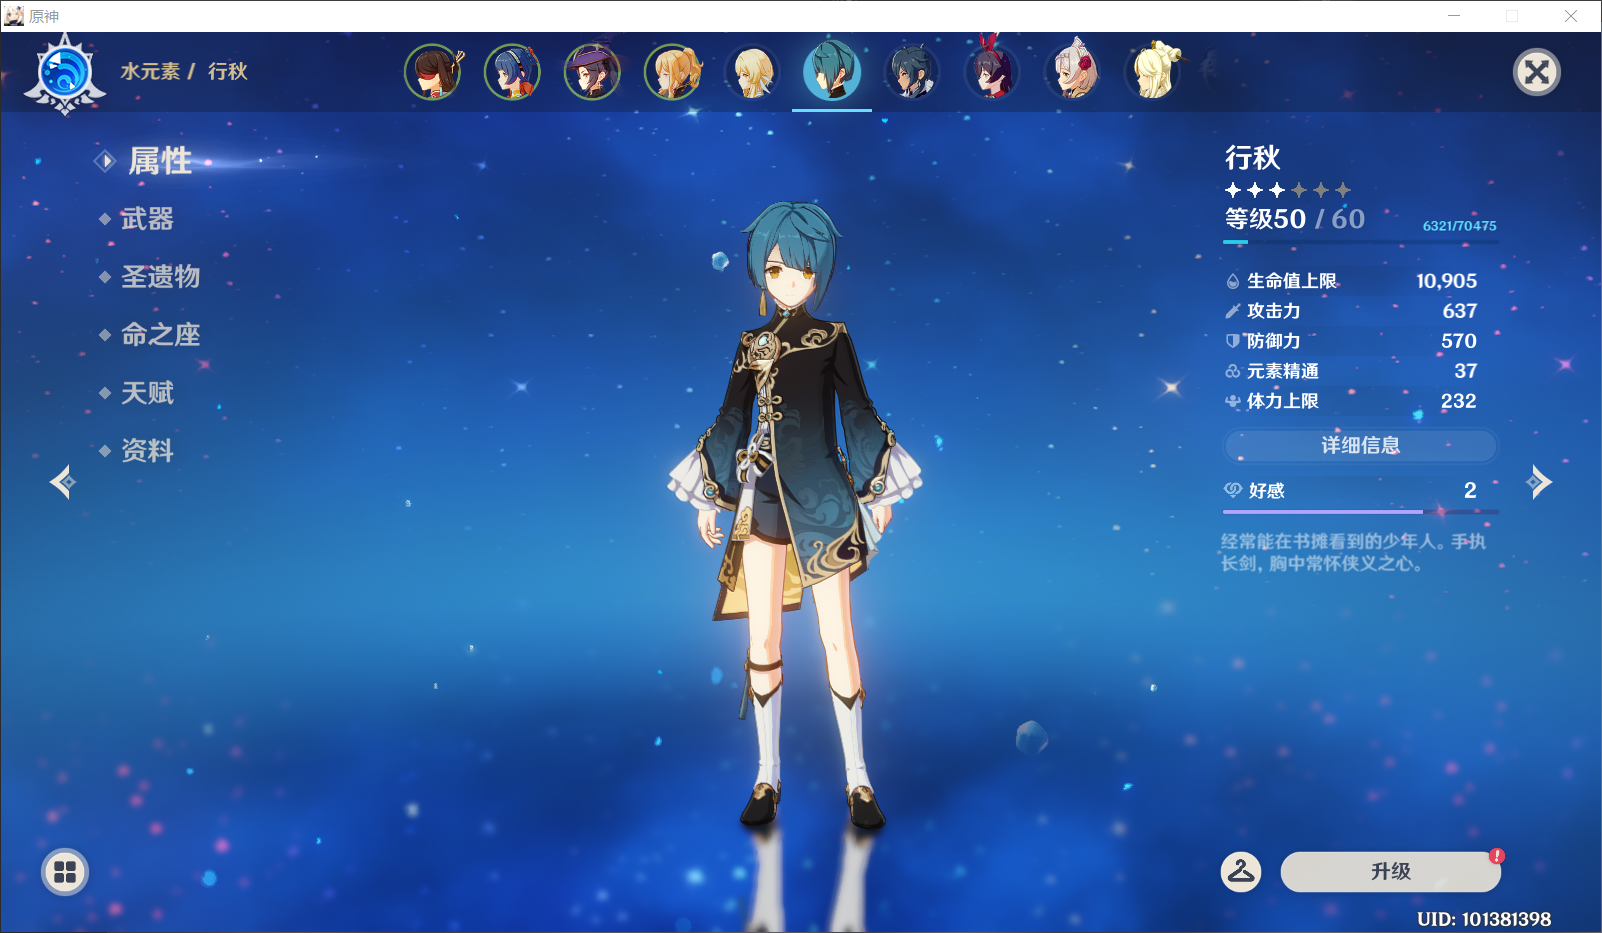 原神
水元素 / 行秋
属性
武器
圣遗物
命之座
天赋
资料
行秋
等级50 / 60
6321/70475
生命值上限 10,905
攻击力 637
防御力 570
元素精通 37
体力上限 232
详细信息
好感 2
经常能在书摊看到的少年人。手执
长剑，胸中常怀侠义之心。
升级
UID: 101381398